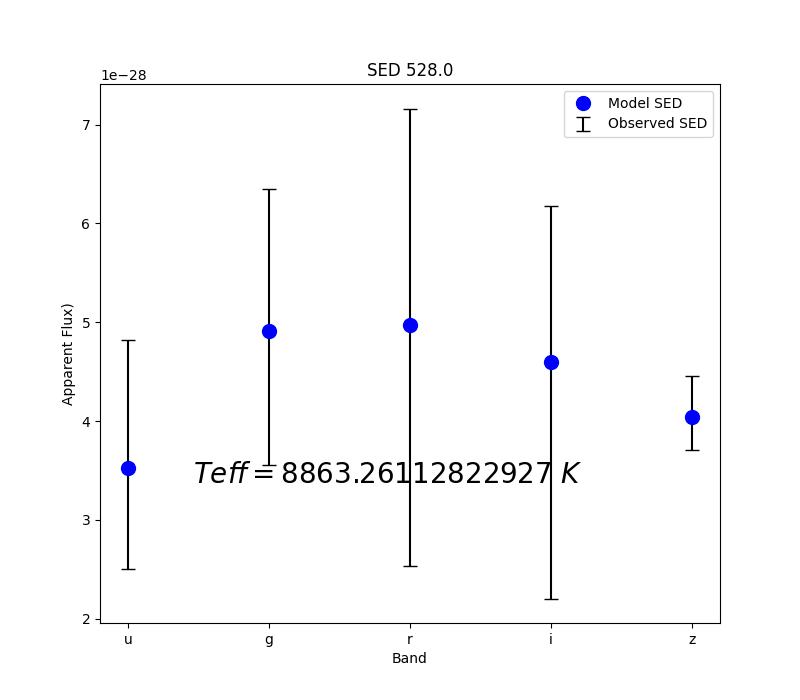 SED 528.0
1e−28
Model SED
Observed SED
7
6
5
4
3
2
Apparent Flux)
Teff = 8863.26112822927 K
u g r i z
Band